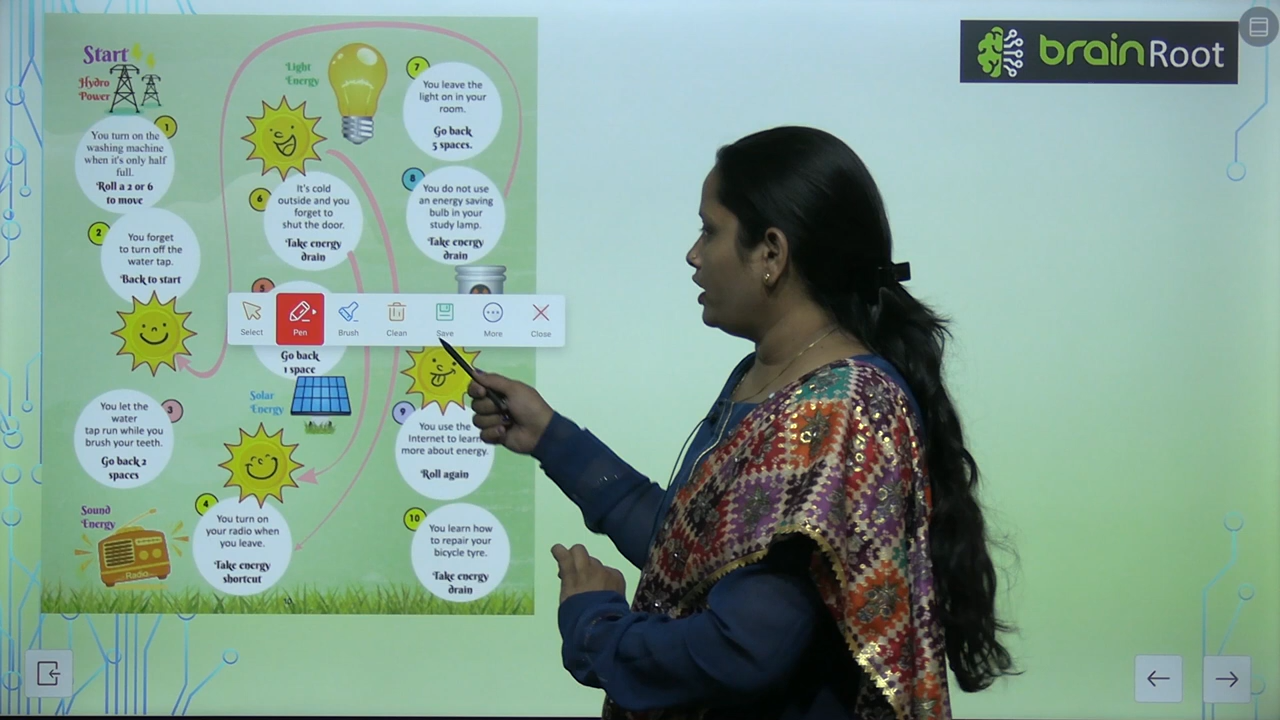 brainRoot
Start
Hydro
Power
1
You turn on the
washing machine
when it's only half
full.
Roll a 2 or 6
to move
2
You forget
to turn off the
water tap.
Back to start
3
You let the
water
tap run while you
brush your teeth.
Go back 2
spaces
Sound
Energy
Radio
4
You turn on
your radio when
you leave.
Take energy
shortcut
Solar
Energy
5
Go back
1 space
6
It's cold
outside and you
forget to
shut the door.
Take energy
drain
Light
Energy
7
You leave the
light on in your
room.
Go back
5 spaces.
8
You do not use
an energy saving
bulb in your
study lamp.
Take energy
drain
9
You use the
Internet to learn
more about energy.
Roll again
10
You learn how
to repair your
bicycle tyre.
Take energy
drain
Select
Pen
Brush
Clean
Save
More
Close